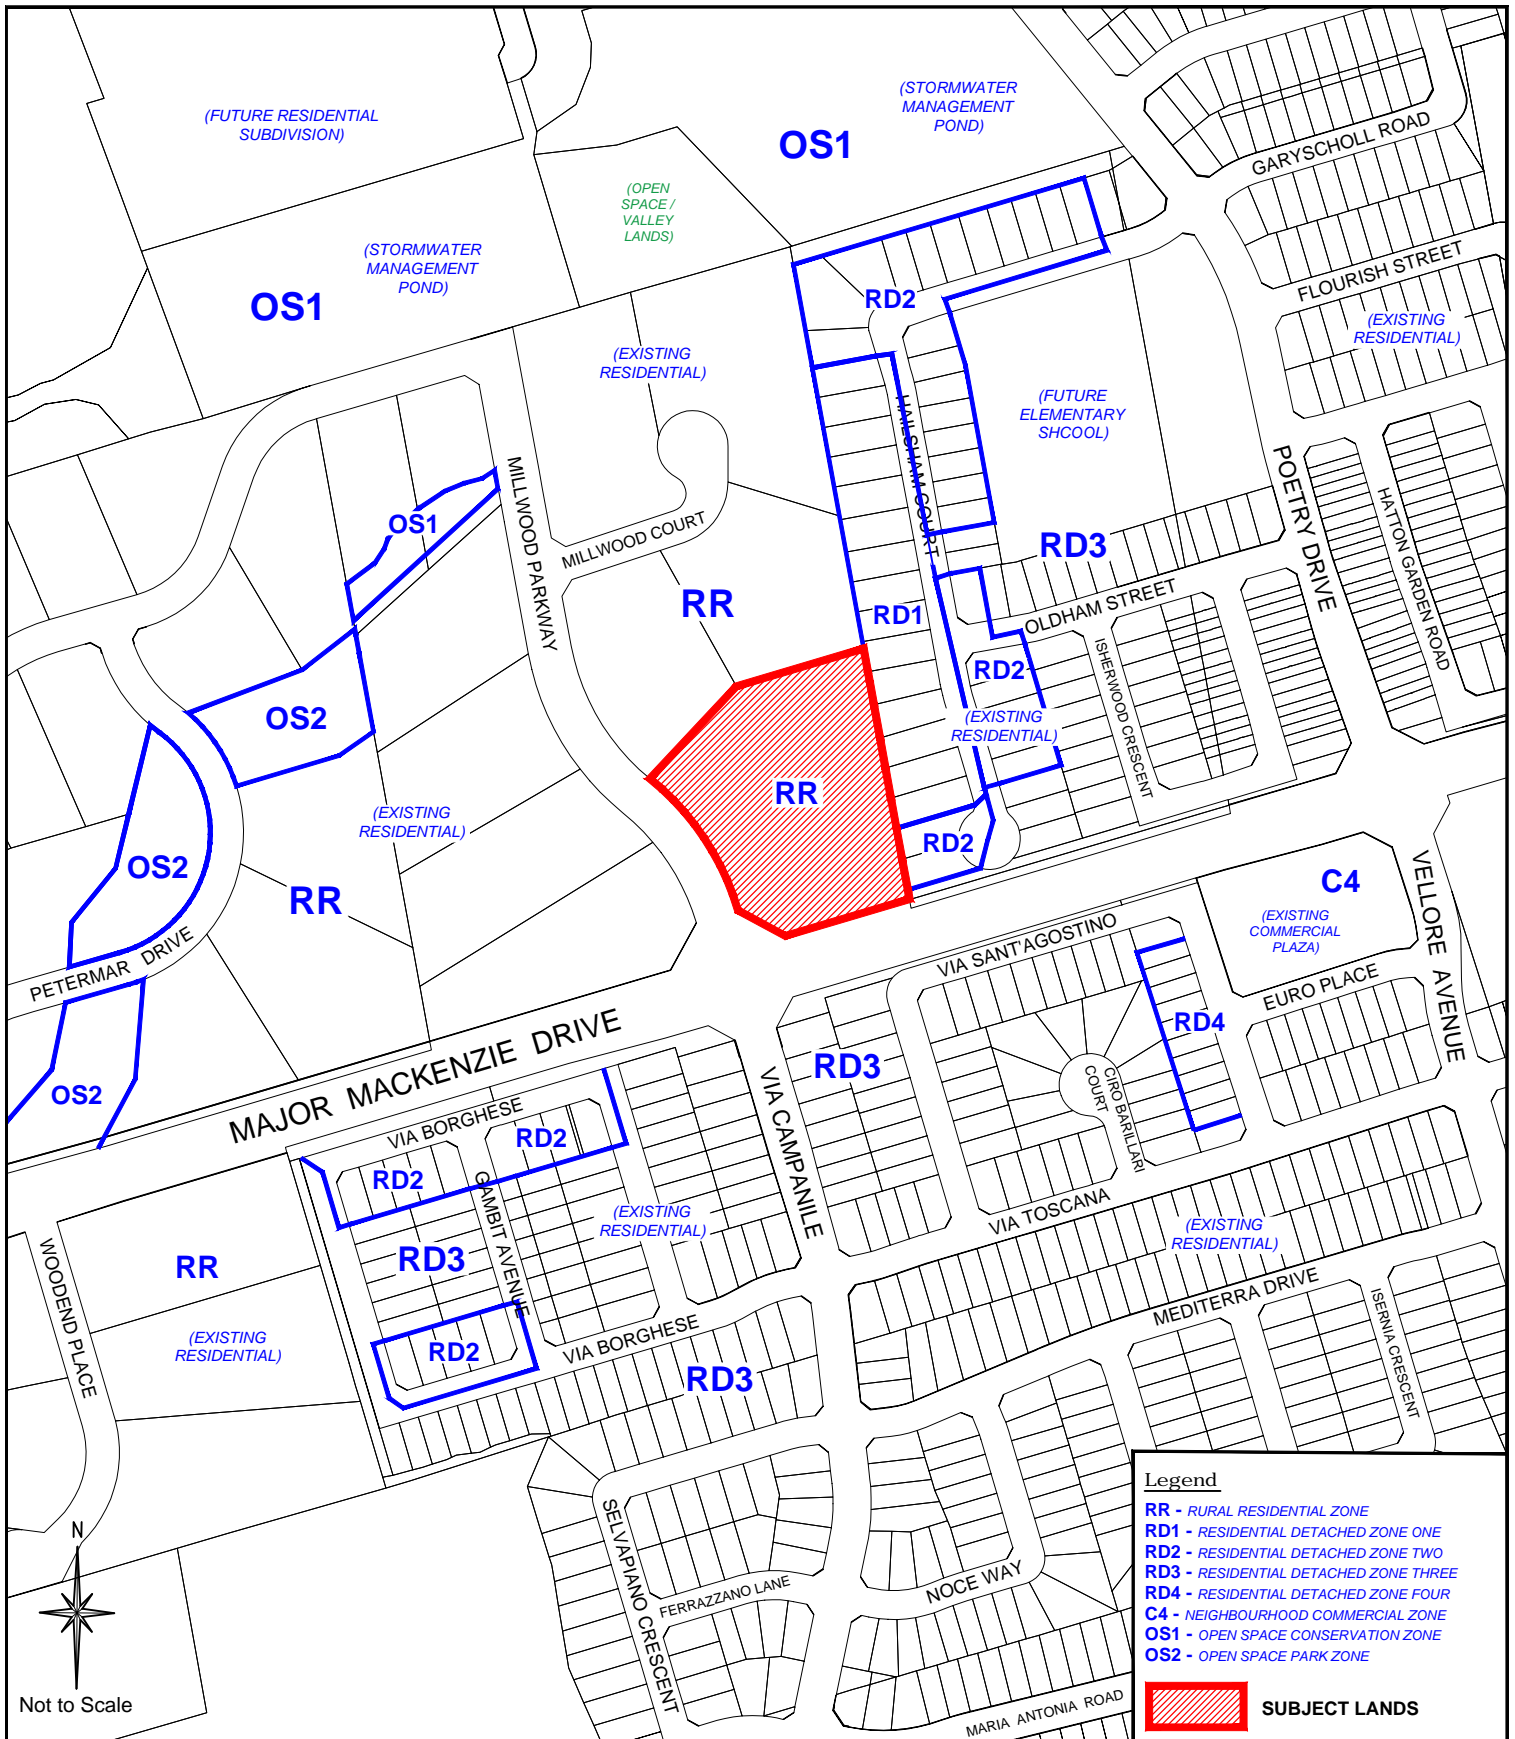 (FUTURE RESIDENTIAL
SUBDIVISION)
(STORMWATER
MANAGEMENT
POND)
OS1
GARYSCHOLL ROAD
(OPEN
SPACE /
VALLEY
LANDS)
(STORMWATER
MANAGEMENT
POND)
OS1
FLOURISH STREET
RD2
(EXISTING
RESIDENTIAL)
(EXISTING
RESIDENTIAL)
(FUTURE
ELEMENTARY
SHCOOL)
HAILSHAM COURT
POETRY DRIVE
HATTON GARDEN ROAD
OS1
MILLWOOD PARKWAY
MILLWOOD COURT
RD3
RR
RD1
OLDHAM STREET
ISHERWOOD CRESCENT
RD2
OS2
(EXISTING
RESIDENTIAL)
RR
(EXISTING
RESIDENTIAL)
RD2
OS2
RR
C4
VELLORE AVENUE
(EXISTING
COMMERCIAL
PLAZA)
PETERMAR DRIVE
VIA SANT'AGOSTINO
EURO PLACE
RD4
MAJOR MACKENZIE DRIVE
RD3
VIA CAMPANILE
CIRO BARILLARI
COURT
OS2
VIA BORGHESE
RD2
RD2
GAMBIT AVENUE
(EXISTING
RESIDENTIAL)
VIA TOSCANA
(EXISTING
RESIDENTIAL)
WOODEND PLACE
RR
RD3
MEDITERRA DRIVE
ISERNIA CRESCENT
(EXISTING
RESIDENTIAL)
RD2
VIA BORGHESE
RD3
SELVAPIANO CRESCENT
FERRAZZANO LANE
NOCE WAY
MARIA ANTONIA ROAD
N
Not to Scale
Legend
RR - RURAL RESIDENTIAL ZONE
RD1 - RESIDENTIAL DETACHED ZONE ONE
RD2 - RESIDENTIAL DETACHED ZONE TWO
RD3 - RESIDENTIAL DETACHED ZONE THREE
RD4 - RESIDENTIAL DETACHED ZONE FOUR
C4 - NEIGHBOURHOOD COMMERCIAL ZONE
OS1 - OPEN SPACE CONSERVATION ZONE
OS2 - OPEN SPACE PARK ZONE
SUBJECT LANDS